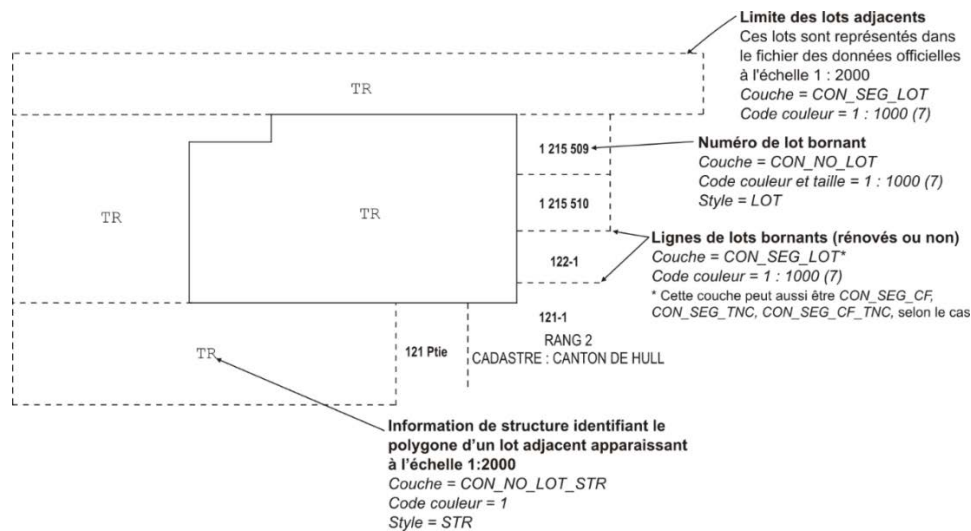 Limite des lots adjacents
Ces lots sont représentés dans
le fichier des données officielles
à l'échelle 1 : 2000
Couche = CON_SEG_LOT
Code couleur = 1 : 1000 (7)
TR
1 215 509
Numéro de lot bornant
Couche = CON_NO_LOT
Code couleur et taille = 1 : 1000 (7)
Style = LOT
TR
TR
1 215 510
122-1
Lignes de lots bornants (rénovés ou non)
Couche = CON_SEG_LOT*
Code couleur = 1 : 1000 (7)
* Cette couche peut aussi être CON_SEG_CF,
CON_SEG_TNC, CON_SEG_CF_TNC, selon le cas
121-1
RANG 2
CADASTRE : CANTON DE HULL
TR
121 Ptie
Information de structure identifiant le
polygone d'un lot adjacent apparaissant
à l'échelle 1:2000
Couche = CON_NO_LOT_STR
Code couleur = 1
Style = STR